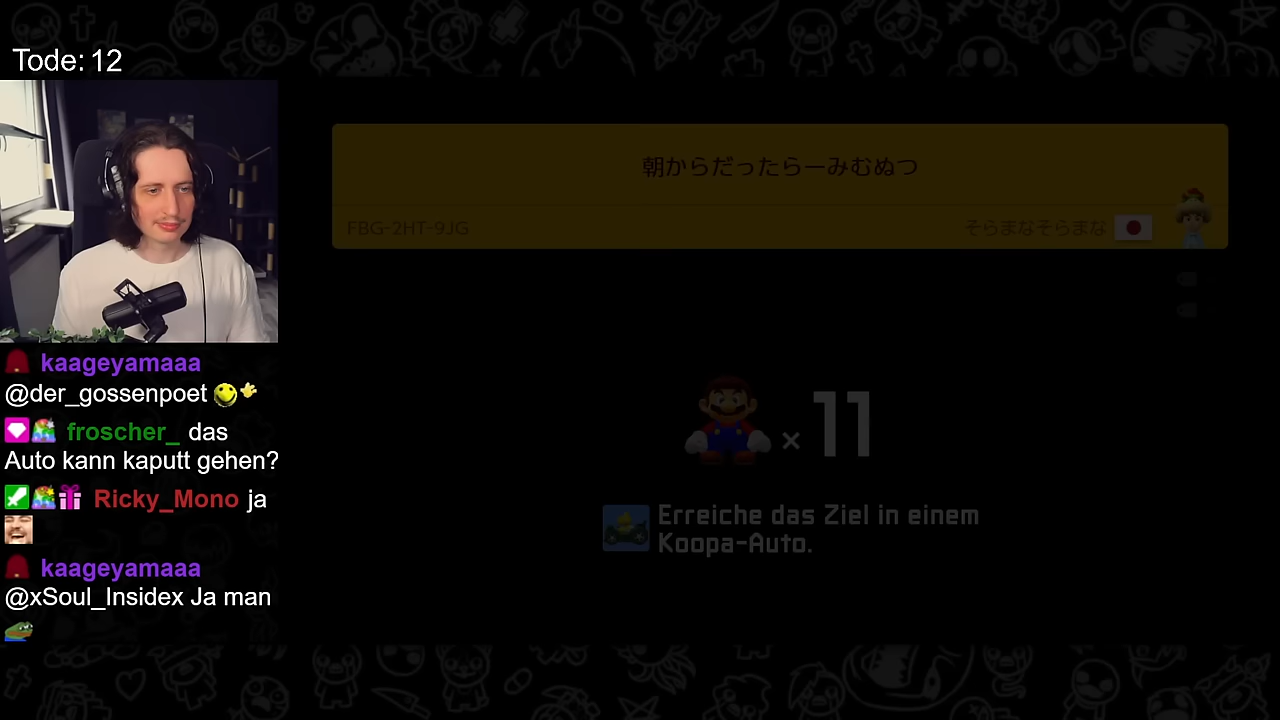 Tode: 12
朝からだったらーみむぬつ
FBG-2HT-9JG
そらまなそらまな
× 11
Erreiche das Ziel in einem
Koopa-Auto.
kaageyamaaa
@der_gossenpoet
froscher_ das
Auto kann kaputt gehen?
Ricky_Mono ja
kaageyamaaa
@xSoul_Insidex Ja man